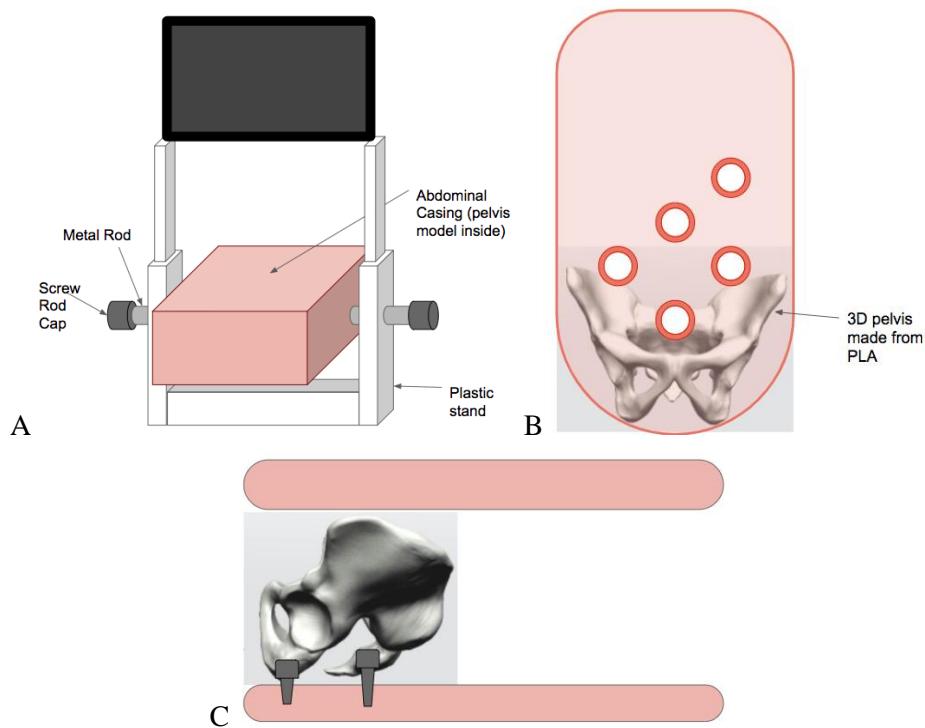 Abdominal
Casing (pelvis
model inside)
Metal Rod
Screw
Rod
Cap
Plastic
stand
A
3D pelvis
made from
PLA
B
C